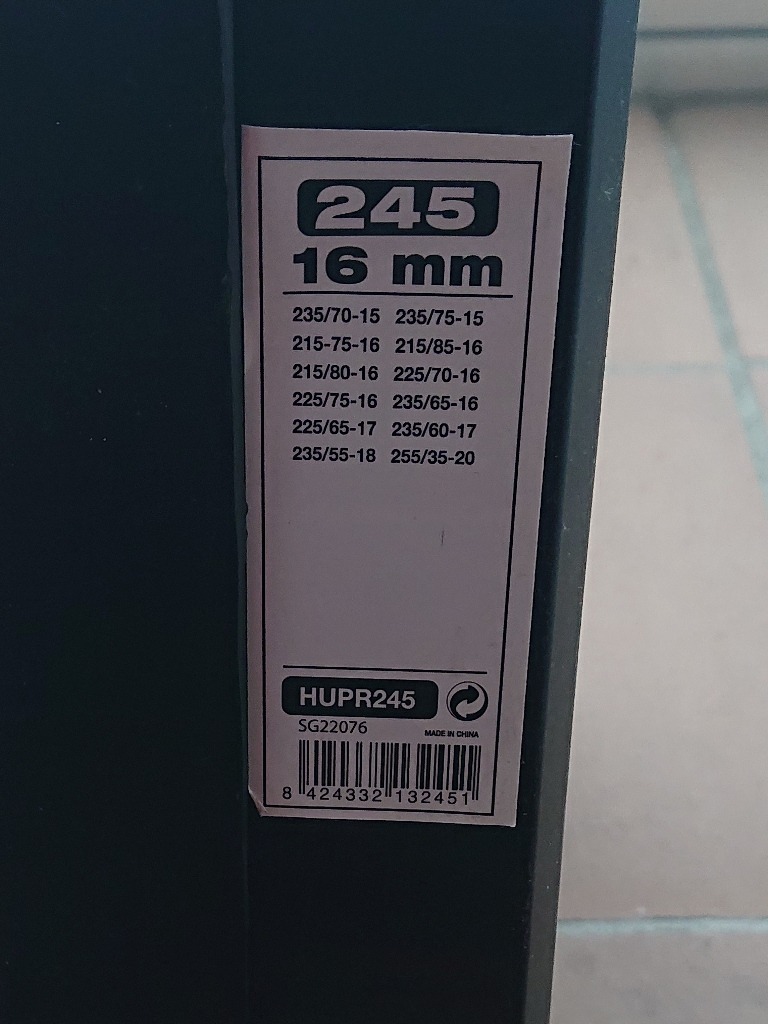 245
16 mm
235/70-15 235/75-15
215-75-16 215/85-16
215/80-16 225/70-16
225/75-16 235/65-16
225/65-17 235/60-17
235/55-18 255/35-20
HUPR245
SG22076 MADE IN CHINA
8 424332 132451